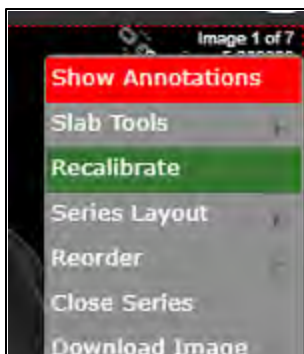 Image 1 of 7
Show Annotations
Slab Tools
Recalibrate
Series Layout
Reorder
Close Series
Download Image